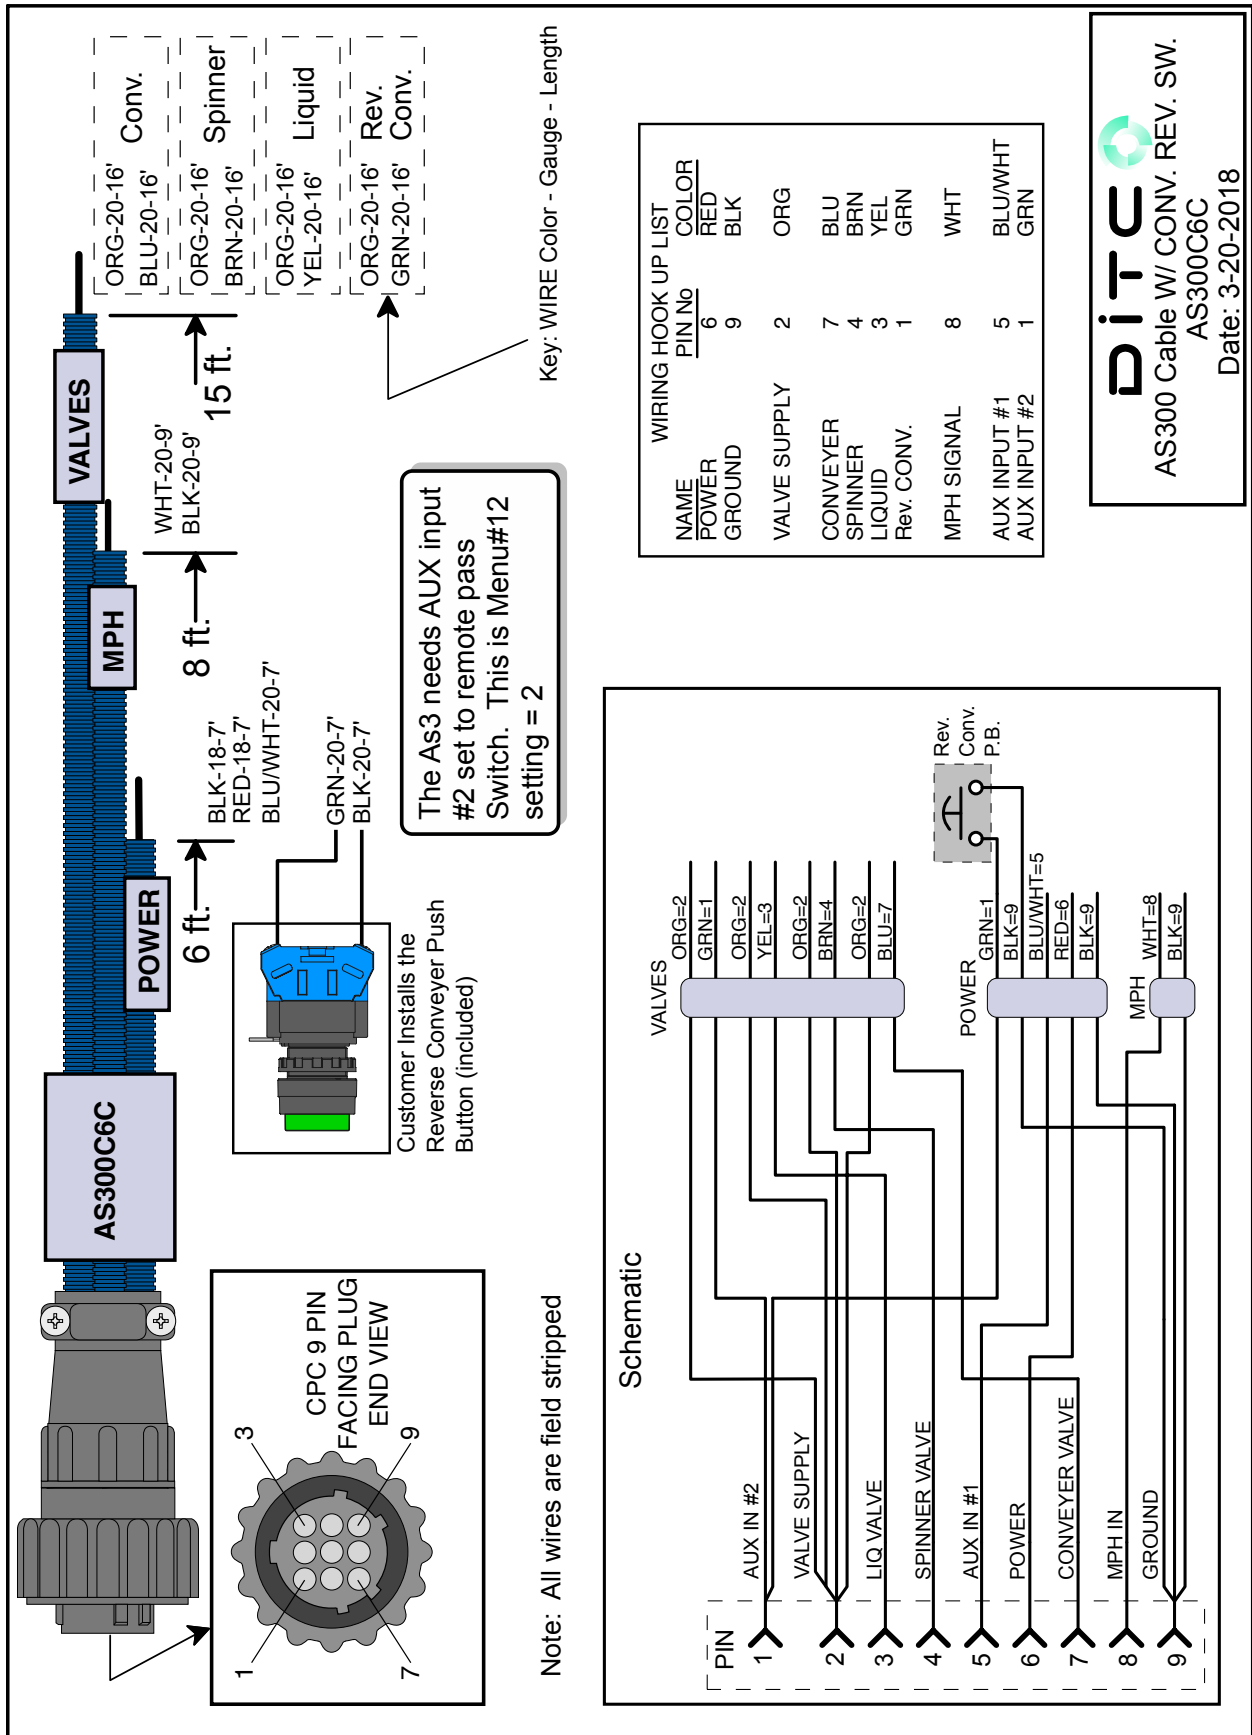 AS300C6C
POWER
MPH
VALVES
6 ft.
8 ft.
15 ft.
BLK-18-7'
RED-18-7'
BLU/WHT-20-7'
GRN-20-7'
BLK-20-7'
WHT-20-9'
BLK-20-9'
ORG-20-16'
BLU-20-16'
Conv.
ORG-20-16'
BRN-20-16'
Spinner
ORG-20-16'
YEL-20-16'
Liquid
ORG-20-16'
GRN-20-16'
Rev.
Conv.
Key: WIRE Color - Gauge - Length
CPC 9 PIN
FACING PLUG
END VIEW
1
3
7
9
Customer Installs the
Reverse Conveyer Push
Button (included)
The As3 needs AUX input
#2 set to remote pass
Switch. This is Menu#12
setting = 2
Note: All wires are field stripped
Schematic
PIN
1 AUX IN #2
2 VALVE SUPPLY
3 LIQ VALVE
4 SPINNER VALVE
5 AUX IN #1
6 POWER
7 CONVEYER VALVE
8 MPH IN
9 GROUND
VALVES
ORG=2
GRN=1
ORG=2
YEL=3
ORG=2
BRN=4
ORG=2
BLU=7
POWER
GRN=1
BLK=9
BLU/WHT=5
RED=6
BLK=9
MPH
WHT=8
BLK=9
Rev.
Conv.
P.B.
WIRING HOOK UP LIST
NAME PIN No COLOR
POWER 6 RED
GROUND 9 BLK
VALVE SUPPLY 2 ORG
CONVEYER 7 BLU
SPINNER 4 BRN
LIQUID 3 YEL
Rev. CONV. 1 GRN
MPH SIGNAL 8 WHT
AUX INPUT #1 5 BLU/WHT
AUX INPUT #2 1 GRN
DiTC
AS300 Cable W/ CONV. REV. SW.
AS300C6C
Date: 3-20-2018